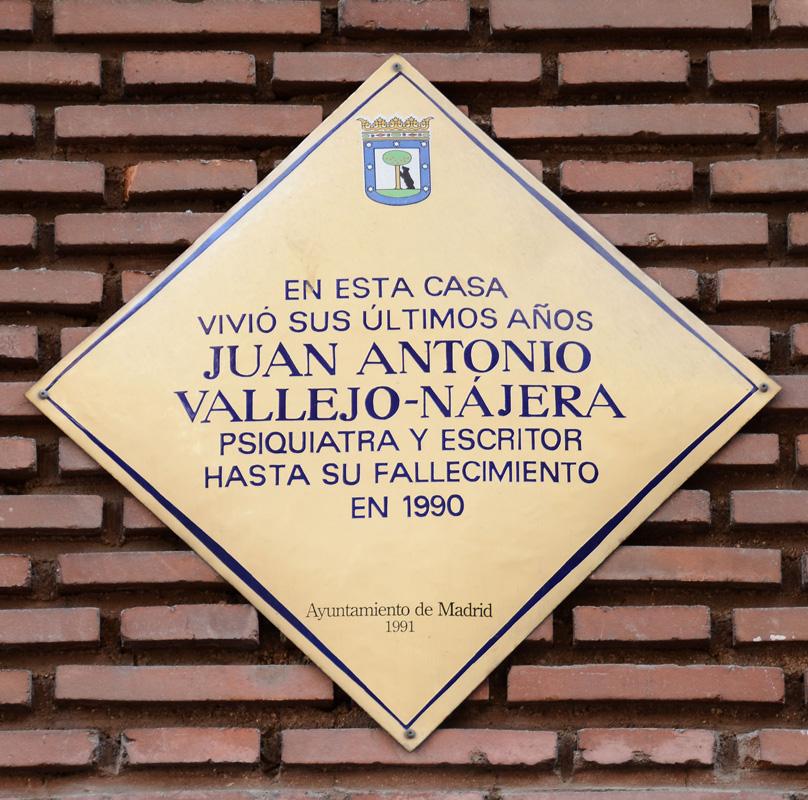 EN ESTA CASA
VIVIÓ SUS ÚLTIMOS AÑOS
JUAN ANTONIO
VALLEJO-NÁJERA
PSIQUIATRA Y ESCRITOR
HASTA SU FALLECIMIENTO
EN 1990
Ayuntamiento de Madrid
1991